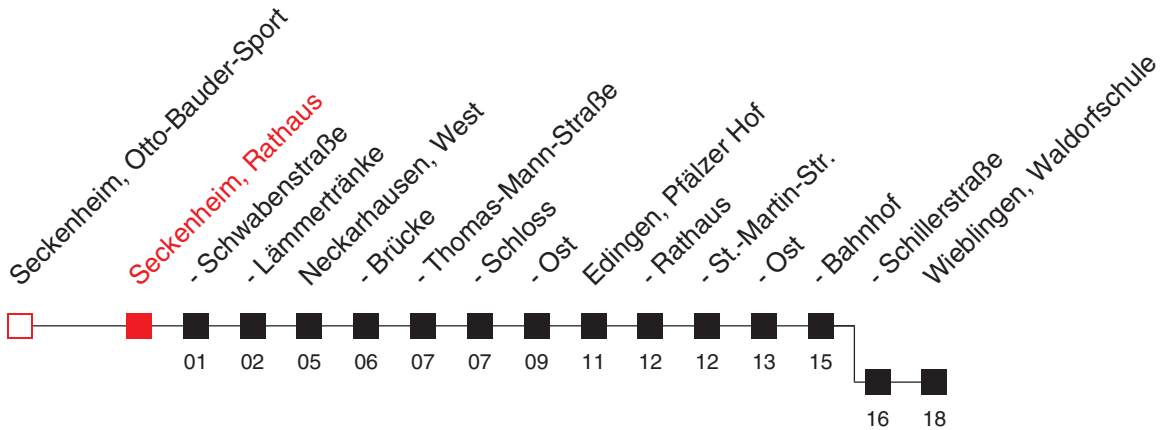 Seckenheim, Otto-Bauder-Sport
Seckenheim, Rathaus
- Schwabenstraße
- Lämmertränke
Neckarhausen, West
- Brücke
- Thomas-Mann-Straße
- Schloss
- Ost
Edingen, Pfälzer Hof
- Rathaus
- St.-Martin-Str.
- Ost
- Bahnhof
- Schillerstraße
Wieblingen, Waldorfschule
01 02 05 06 07 07 09 11 12 12 13 15
16 18